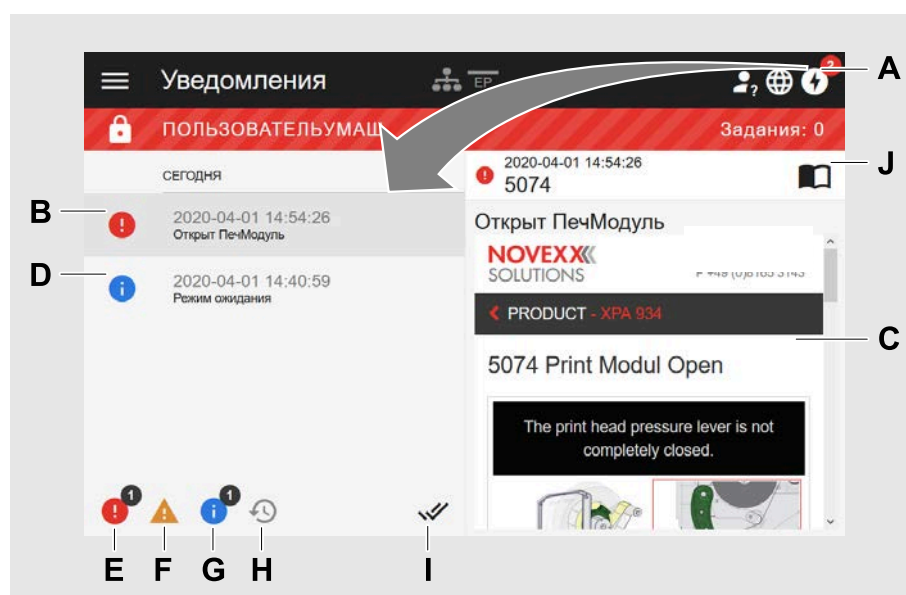 A
Уведомления
EP
?
2
ПОЛЬЗОВАТЕЛЬУМАШ
Задания: 0
СЕГОДНЯ
2020-04-01 14:54:26
5074
J
B
2020-04-01 14:54:26
Открыт ПечМодуль
Открыт ПечМодуль
NOVEXX
SOLUTIONS
D
2020-04-01 14:40:59
Режим ожидания
PRODUCT - XPA 934
C
5074 Print Modul Open
The print head pressure lever is not
completely closed.
1
1
E F G H I